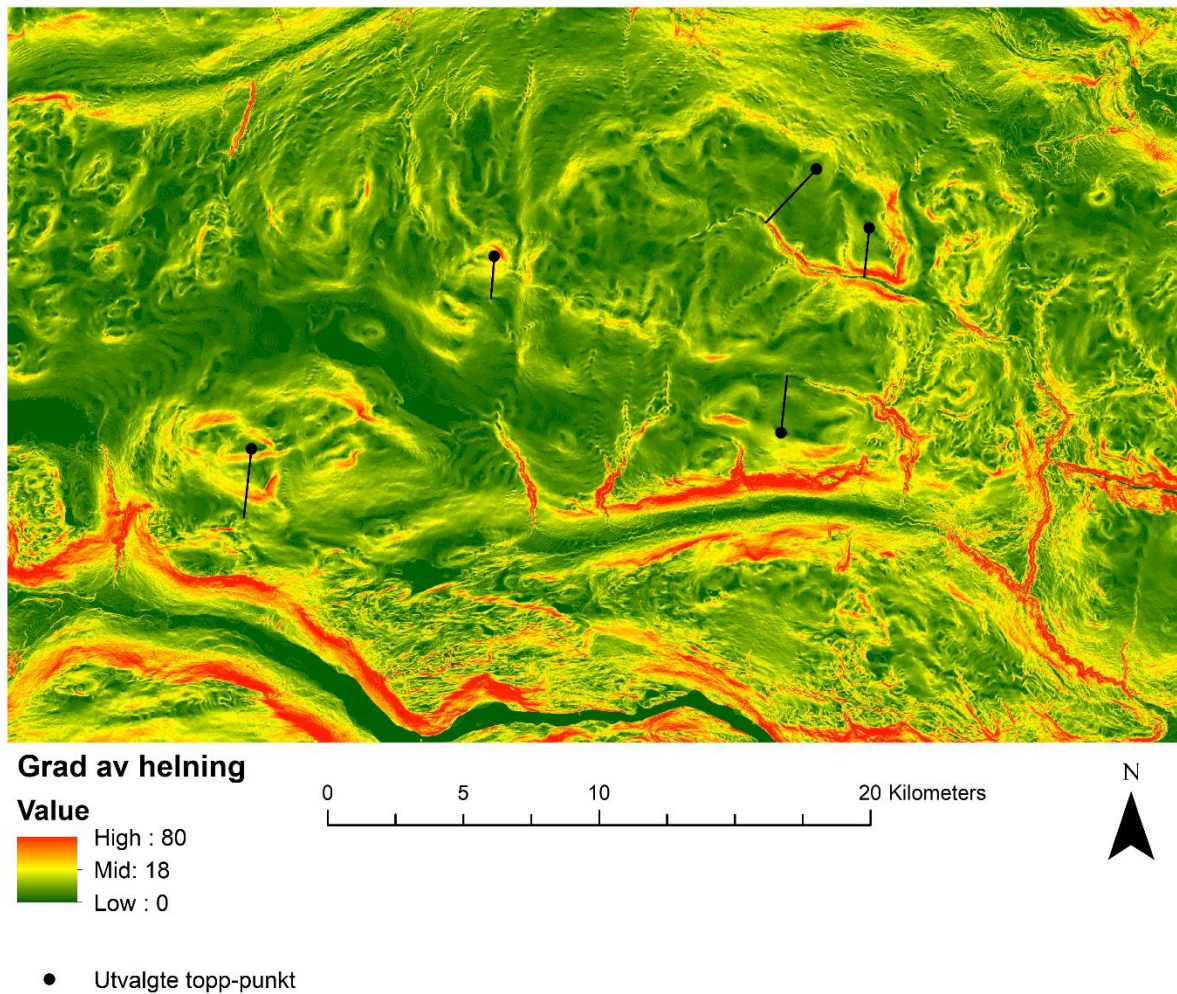 Grad av helning
Value
High : 80
Mid: 18
Low : 0
0 5 10 20 Kilometers
N
Utvalgte topp-punkt